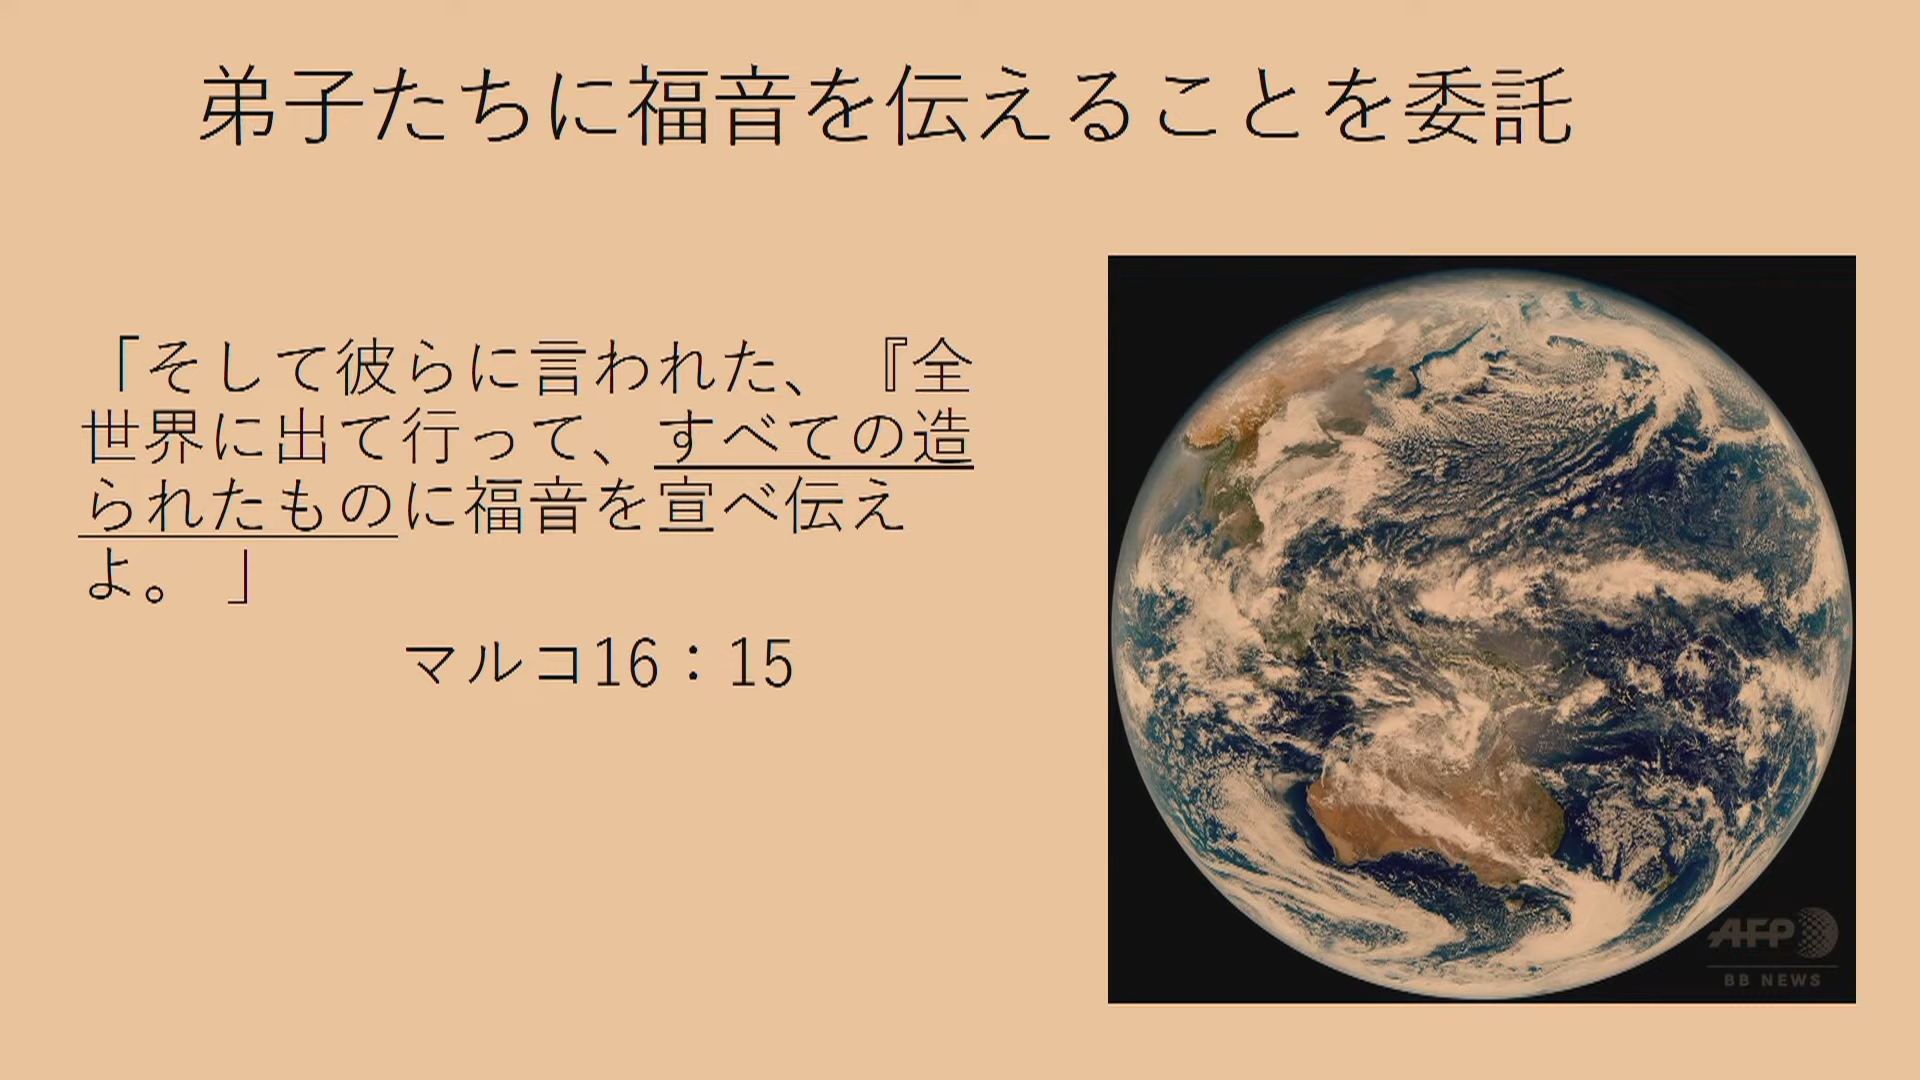 弟子たちに福音を伝えることを委託
「そして彼らに言われた、『全
世界に出て行って、すべての造
られたものに福音を宣べ伝え
よ。 」
マルコ16：15
AFP
BB NEWS